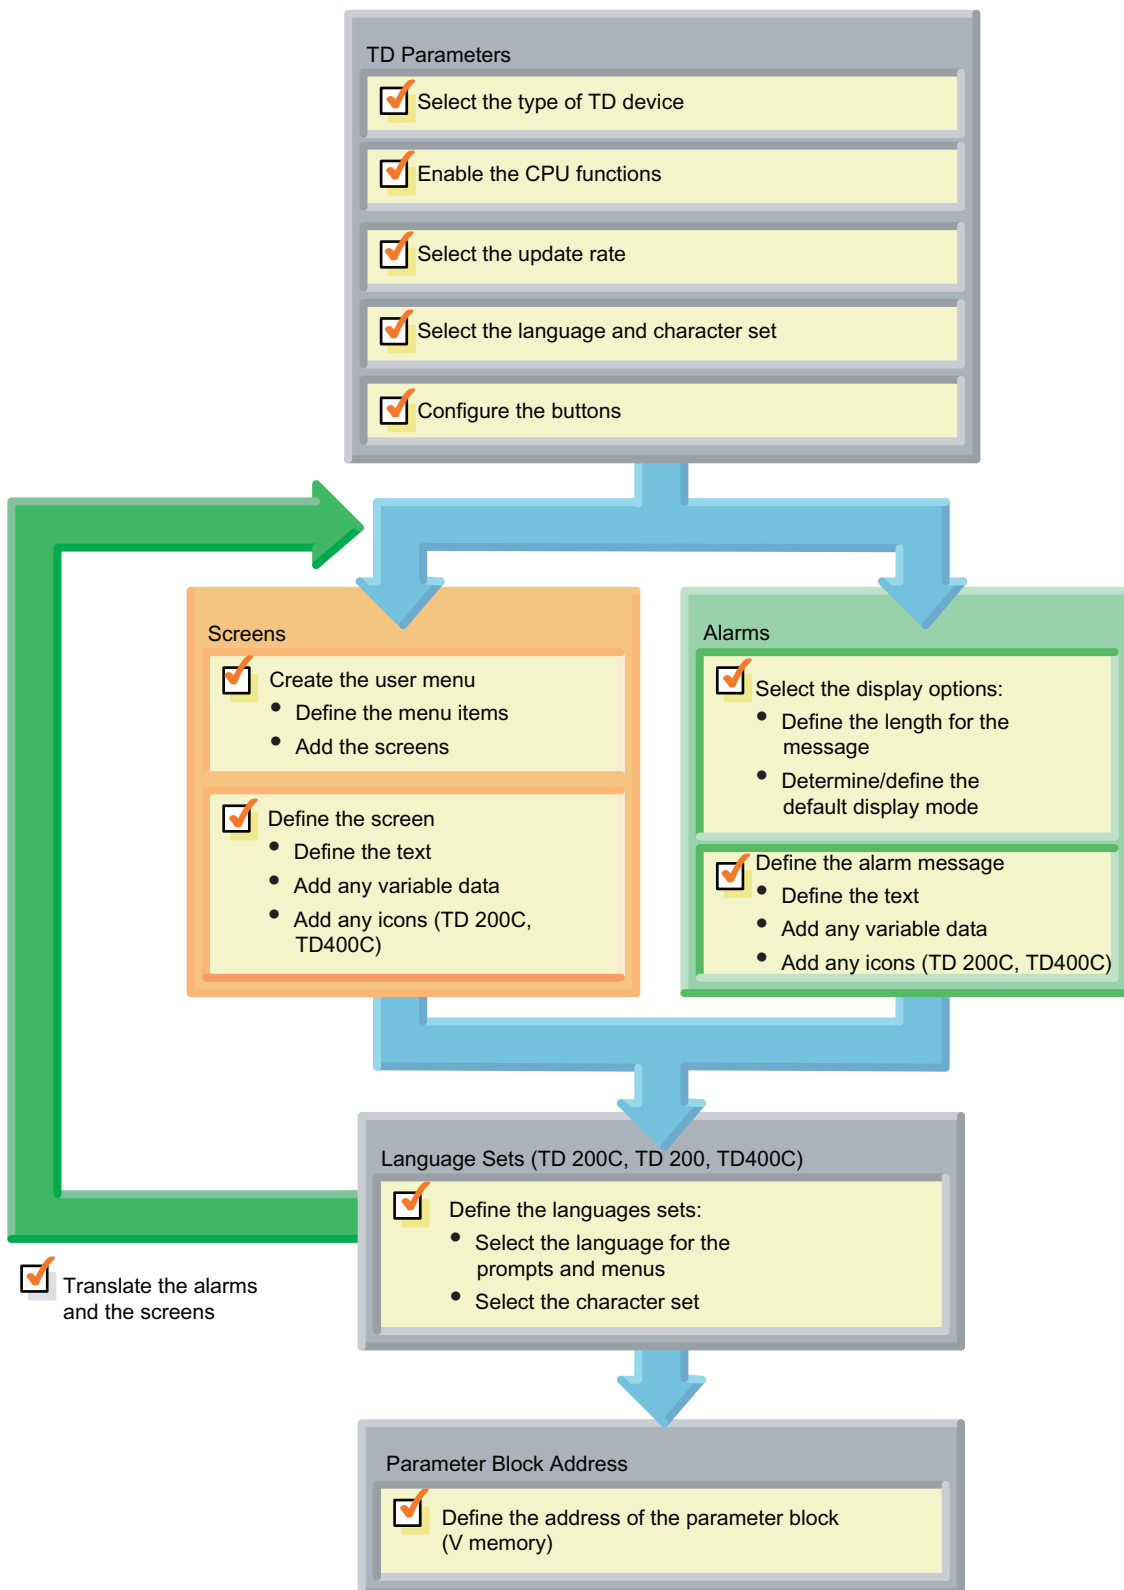 TD Parameters
Select the type of TD device
Enable the CPU functions
Select the update rate
Select the language and character set
Configure the buttons
Screens
Create the user menu
• Define the menu items
• Add the screens
Define the screen
• Define the text
• Add any variable data
• Add any icons (TD 200C,
TD400C)
Alarms
Select the display options:
• Define the length for the
message
• Determine/define the
default display mode
Define the alarm message
• Define the text
• Add any variable data
• Add any icons (TD 200C, TD400C)
Language Sets (TD 200C, TD 200, TD400C)
Define the languages sets:
• Select the language for the
prompts and menus
• Select the character set
Translate the alarms
and the screens
Parameter Block Address
Define the address of the parameter block
(V memory)